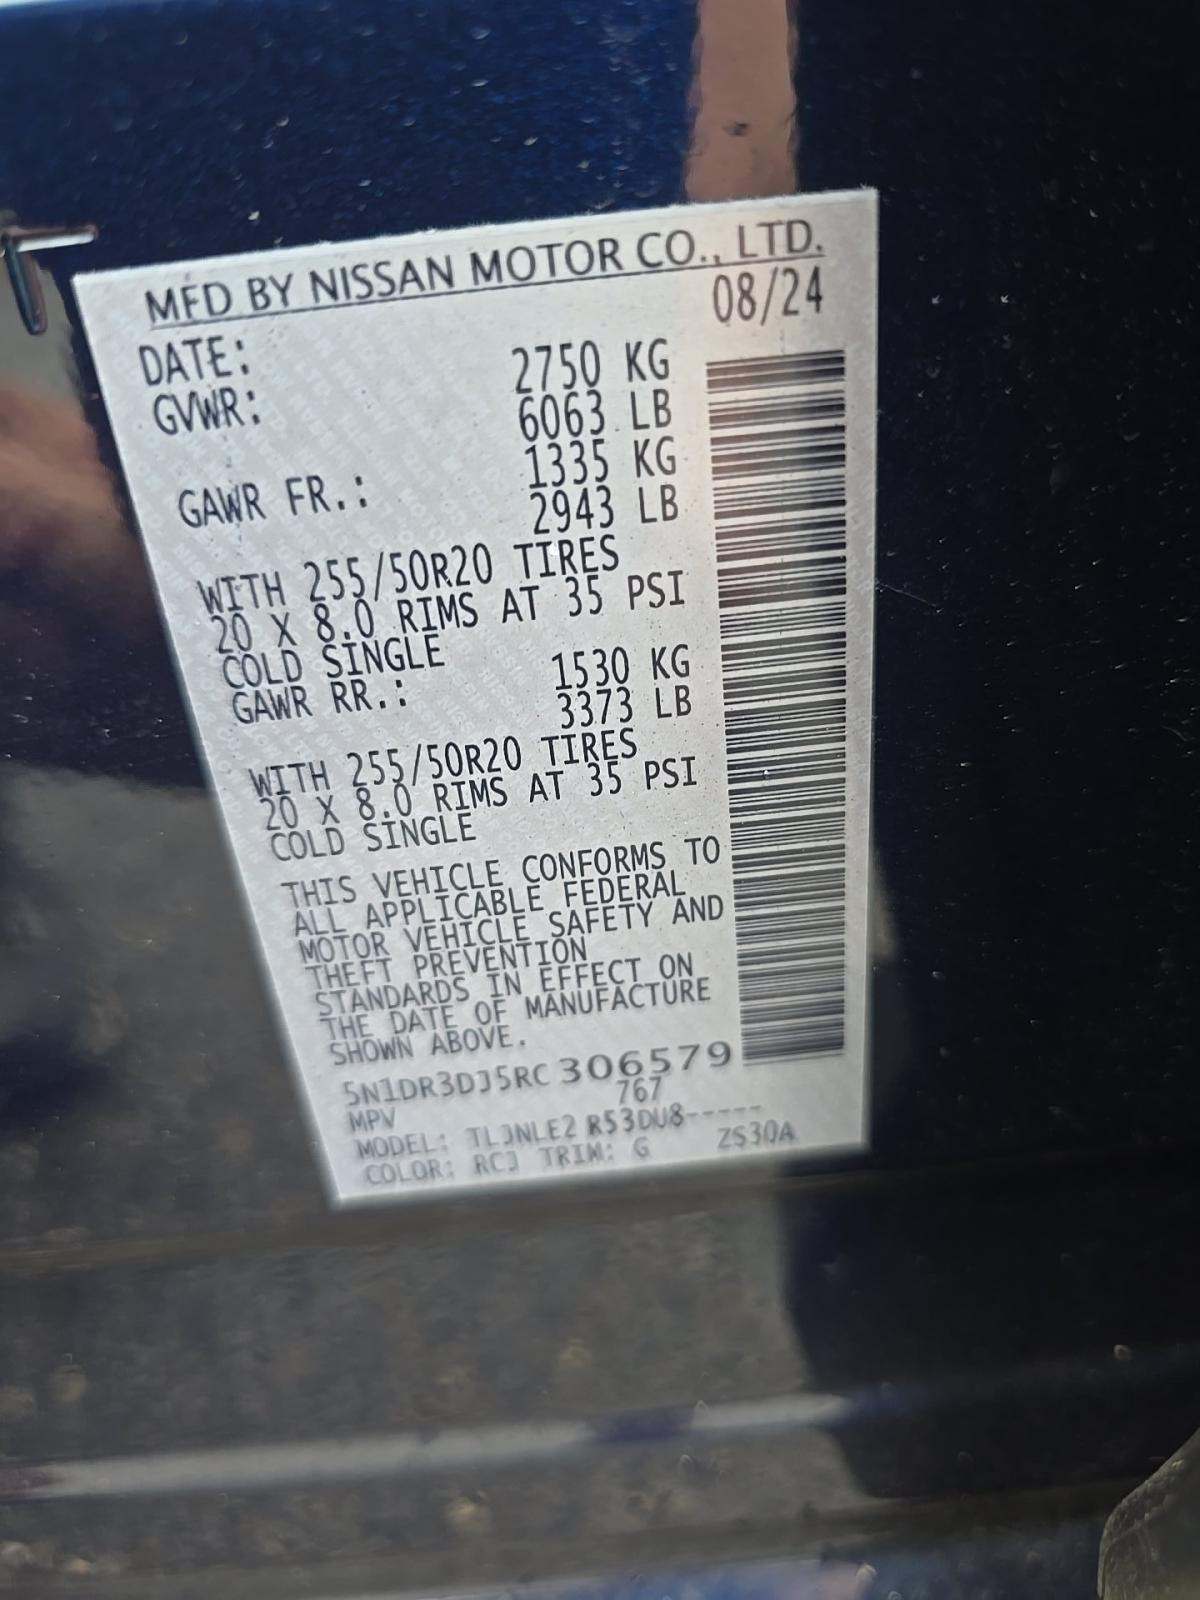 MFD BY NISSAN MOTOR CO., LTD.
DATE: 08/24
GVWR: 2750 KG
6063 LB
GAWR FR.: 1335 KG
2943 LB
WITH 255/50R20 TIRES
20 X 8.0 RIMS AT 35 PSI
COLD SINGLE
GAWR RR.: 1530 KG
3373 LB
WITH 255/50R20 TIRES
20 X 8.0 RIMS AT 35 PSI
COLD SINGLE
THIS VEHICLE CONFORMS TO
ALL APPLICABLE FEDERAL
MOTOR VEHICLE SAFETY AND
THEFT PREVENTION
STANDARDS IN EFFECT ON
THE DATE OF MANUFACTURE
SHOWN ABOVE.
5N1DR3DJ5RC306579
MPV 767
MODEL: TLJNLE2 R53DU8-----
COLOR: RCJ TRIM: G ZS30A